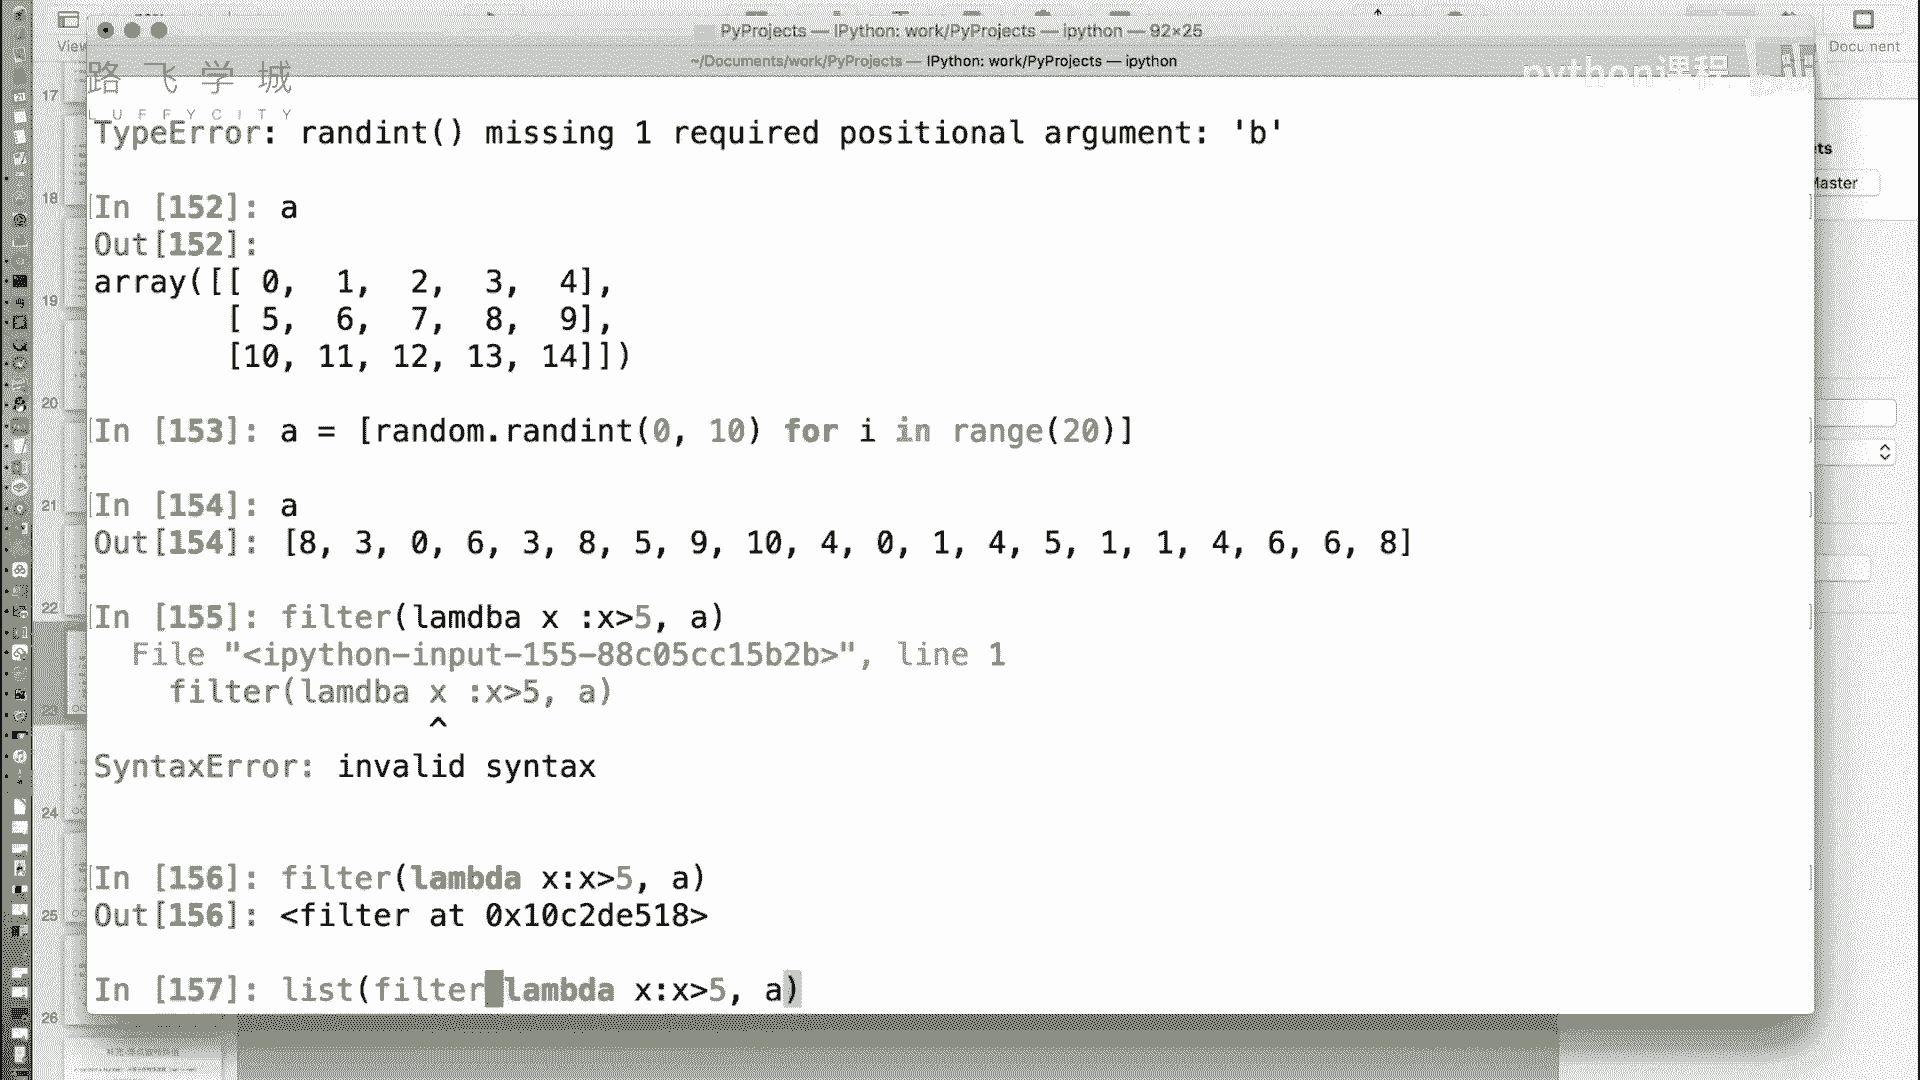 View
PyProjects — IPython: work/PyProjects — ipython — 92×25
Document
~/Documents/work/PyProjects — IPython: work/PyProjects — ipython
路飞学城
LUFFYCITY
python课程
TypeError: randint() missing 1 required positional argument: 'b'
Master
In [152]: a
Out[152]:
array([[ 0,  1,  2,  3,  4],
       [ 5,  6,  7,  8,  9],
       [10, 11, 12, 13, 14]])
In [153]: a = [random.randint(0, 10) for i in range(20)]
In [154]: a
Out[154]: [8, 3, 0, 6, 3, 8, 5, 9, 10, 4, 0, 1, 4, 5, 1, 1, 4, 6, 6, 8]
In [155]: filter(lamdba x :x>5, a)
  File "<ipython-input-155-88c05cc15b2b>", line 1
    filter(lamdba x :x>5, a)
                  ^
SyntaxError: invalid syntax
In [156]: filter(lambda x:x>5, a)
Out[156]: <filter at 0x10c2de518>
In [157]: list(filter lambda x:x>5, a)
17
18
19
20
21
22
23
24
25
26